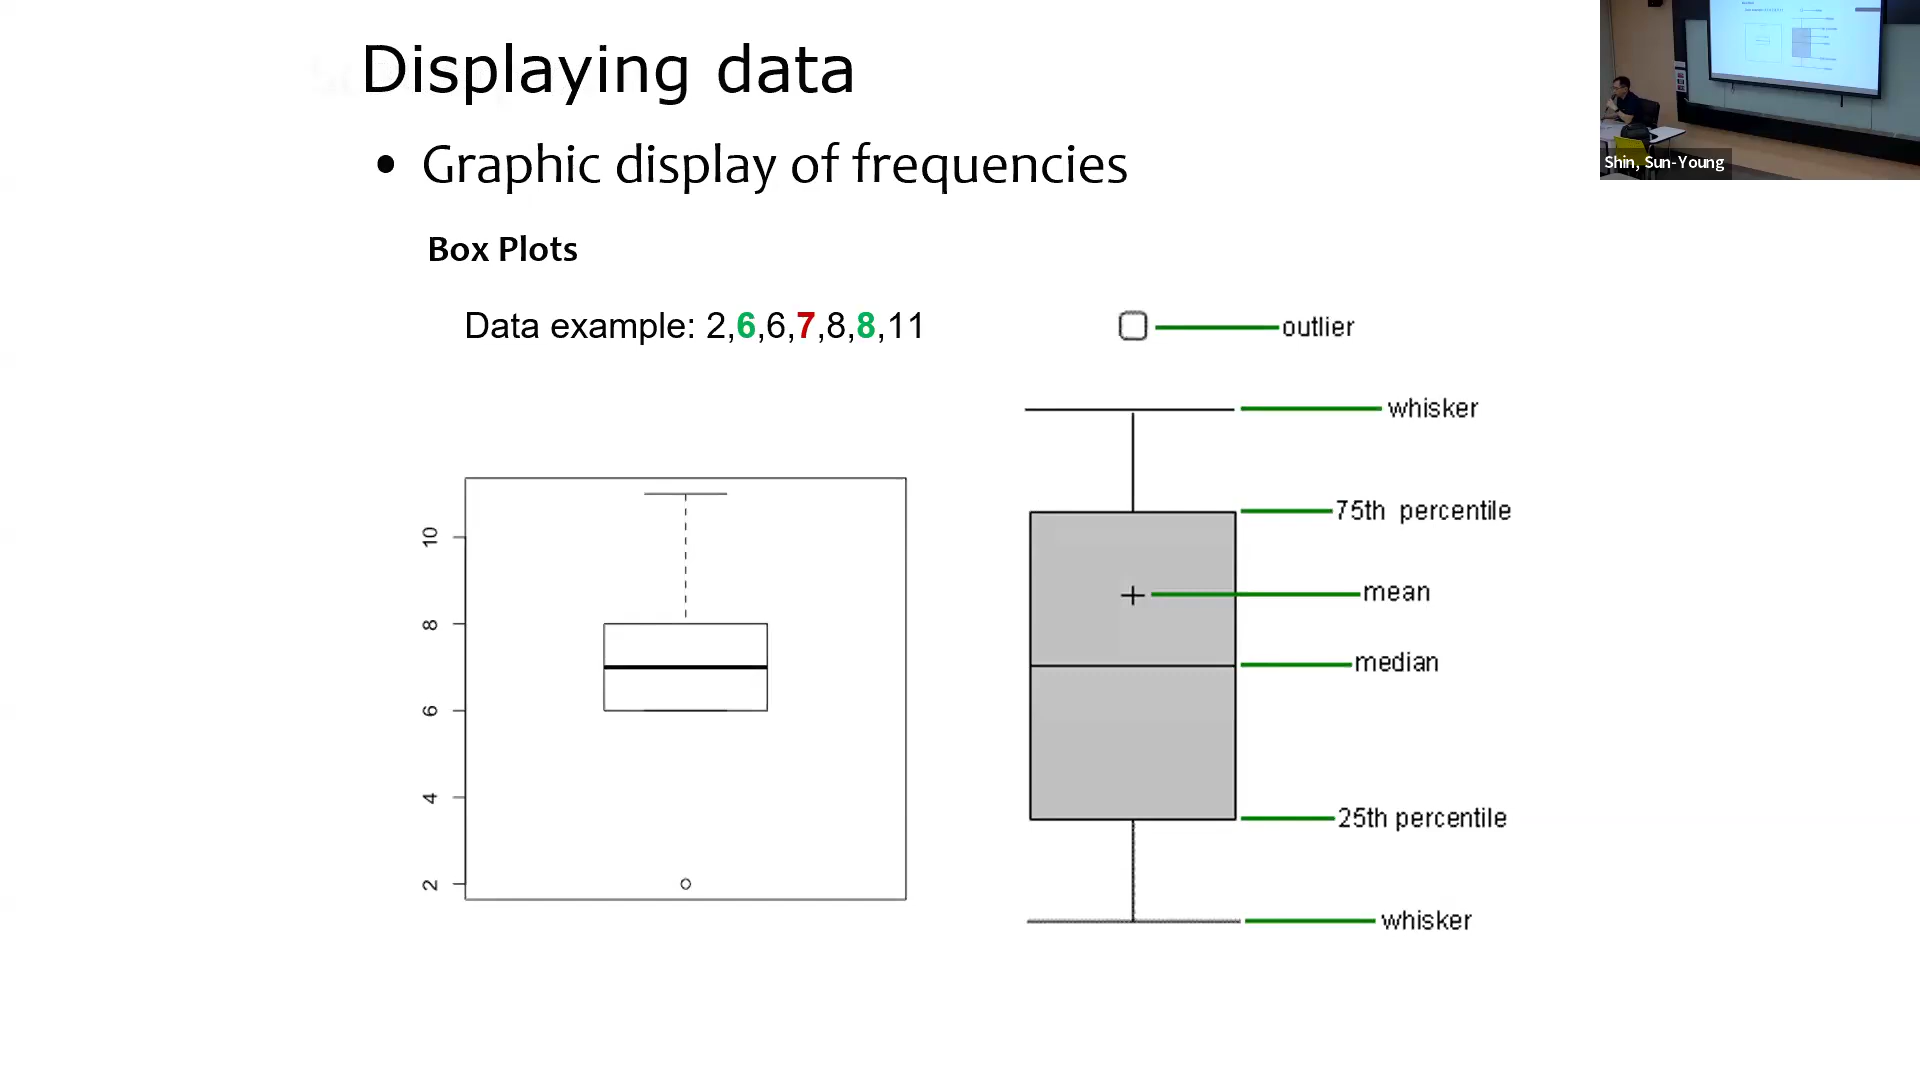 Displaying data
• Graphic display of frequencies
Box Plots
Data example: 2,6,6,7,8,8,11
outlier
whisker
75th percentile
mean
median
25th percentile
whisker
10
8
6
4
2
Shin, Sun-Young